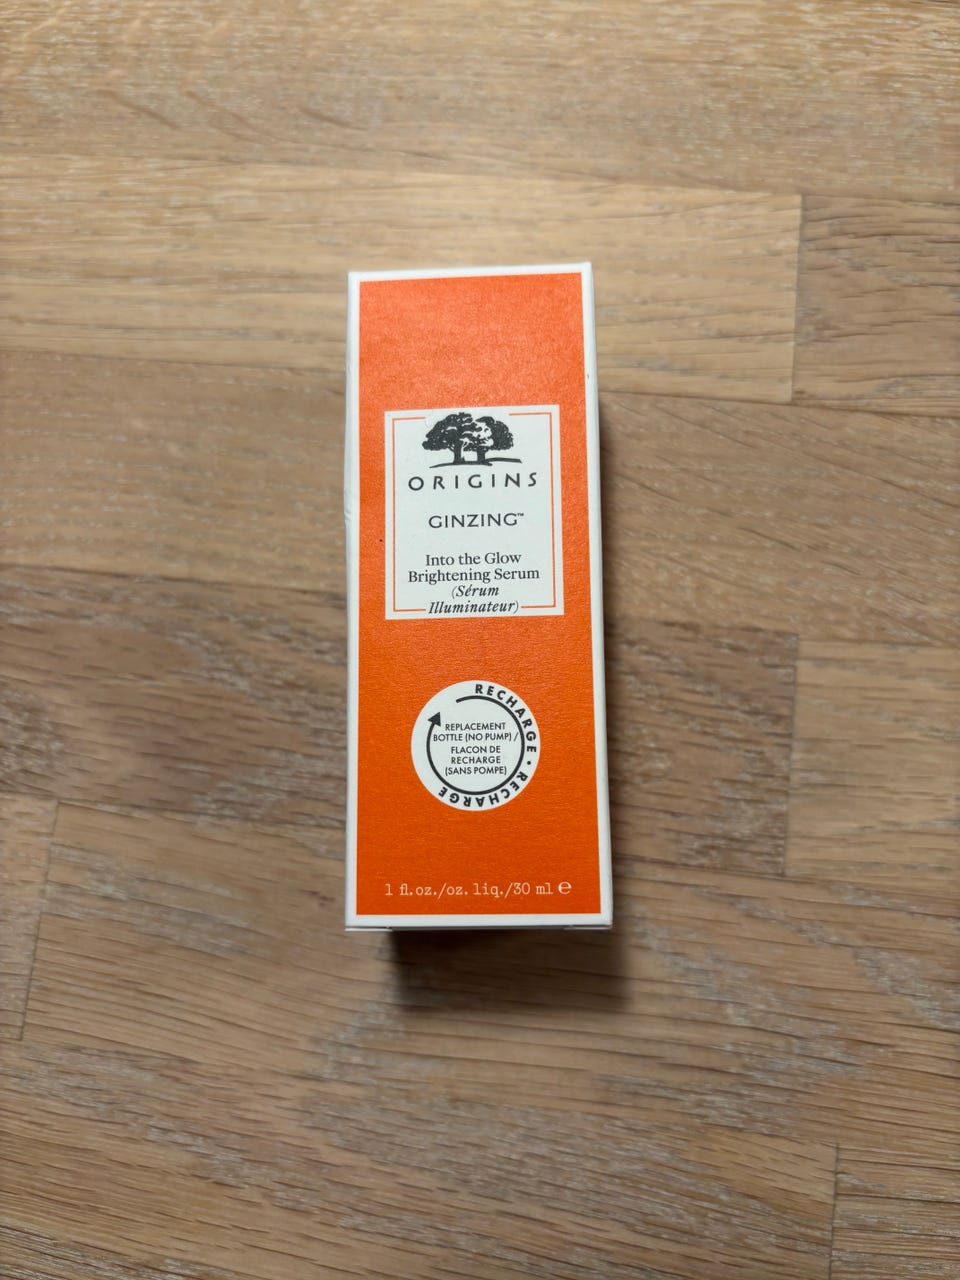 ORIGINS
GINZING™
Into the Glow
Brightening Serum
(Sérum
Illuminateur)
RECHARGE • RECHARGE
REPLACEMENT
BOTTLE (NO PUMP) /
FLACON DE
RECHARGE
(SANS POMPE)
1 fl.oz./oz. liq./30 ml ℮